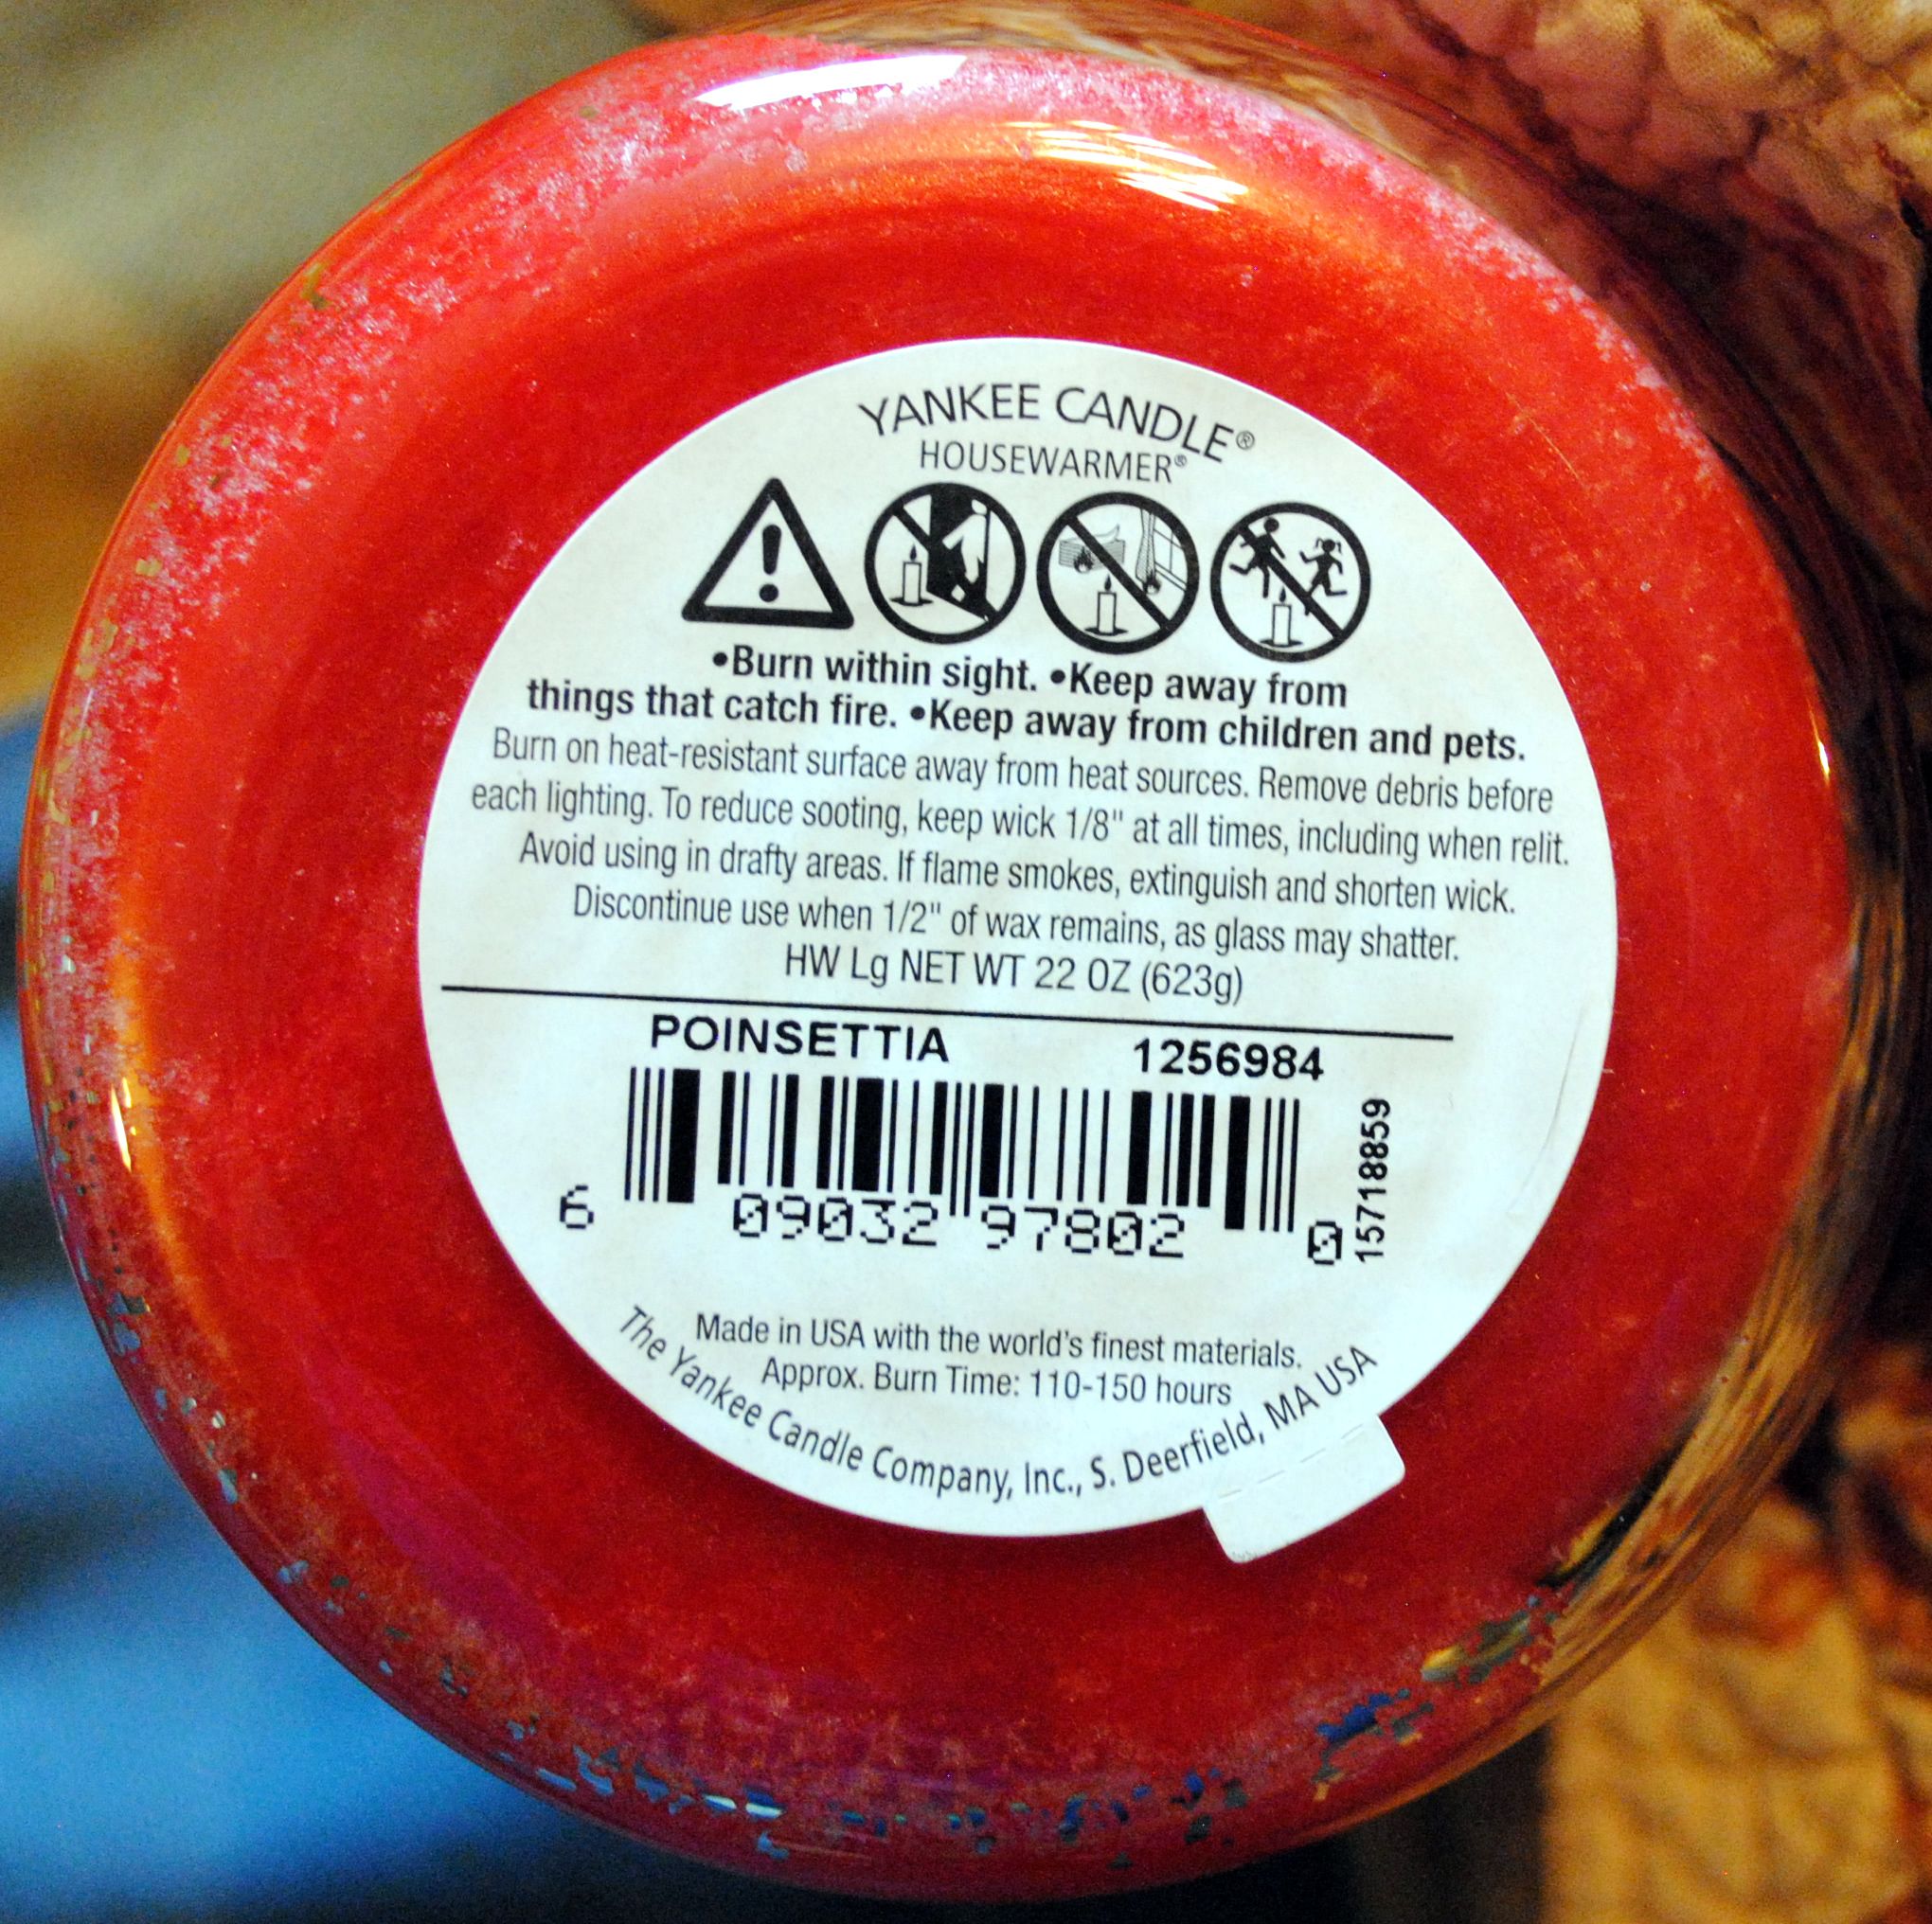 YANKEE CANDLE®
HOUSEWARMER®
•Burn within sight. •Keep away from
things that catch fire. •Keep away from children and pets.
Burn on heat-resistant surface away from heat sources. Remove debris before
each lighting. To reduce sooting, keep wick 1/8" at all times, including when relit.
Avoid using in drafty areas. If flame smokes, extinguish and shorten wick.
Discontinue use when 1/2" of wax remains, as glass may shatter.
HW Lg NET WT 22 OZ (623g)
POINSETTIA 1256984
6 09032 97802 0
15718859
Made in USA with the world's finest materials.
Approx. Burn Time: 110-150 hours
The Yankee Candle Company, Inc., S. Deerfield, MA USA